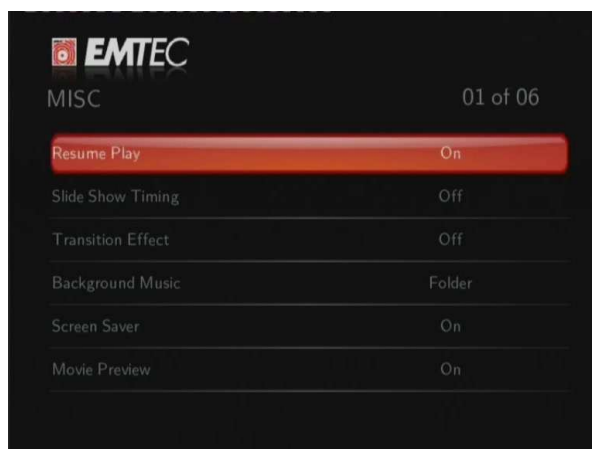 EMTEC
MISC 01 of 06
Resume Play On
Slide Show Timing Off
Transition Effect Off
Background Music Folder
Screen Saver On
Movie Preview On